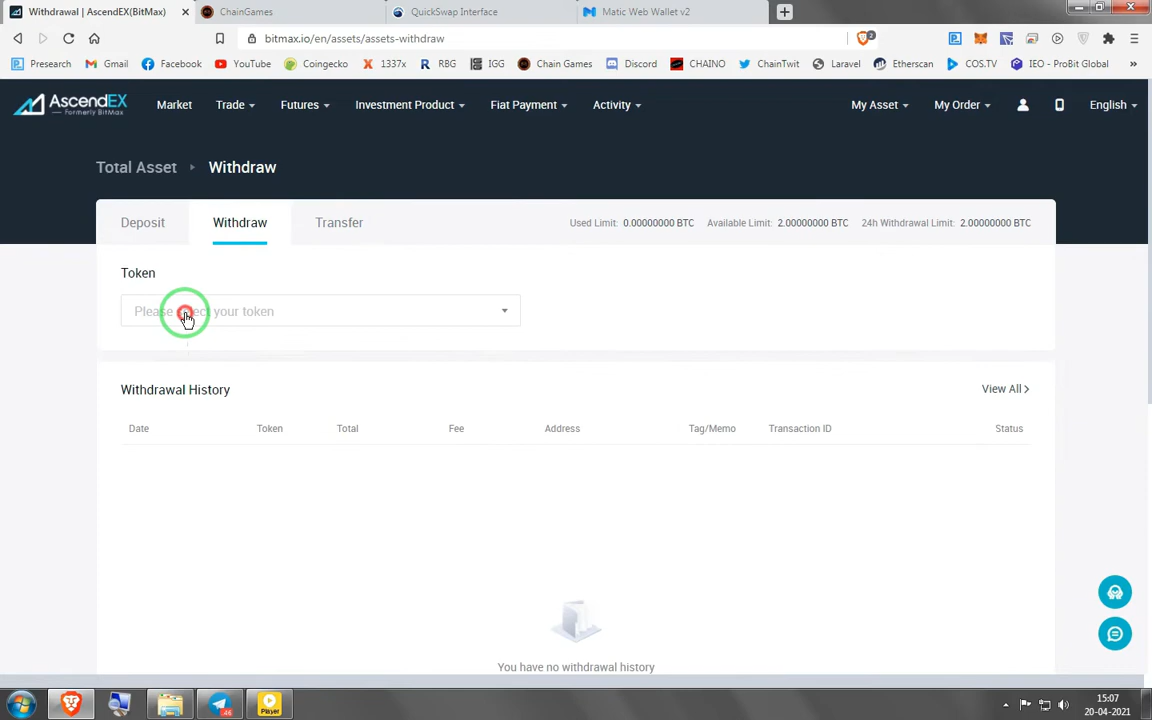 Withdrawal | AscendEX(BitMax)
ChainGames
QuickSwap Interface
Matic Web Wallet v2
bitmax.io/en/assets/assets-withdraw
2
Presearch
Gmail
Facebook
YouTube
Coingecko
1337x
RBG
IGG
Chain Games
Discord
CHAINO
ChainTwit
Laravel
Etherscan
COS.TV
IEO - ProBit Global
AscendEX
Formerly BitMax
Market
Trade
Futures
Investment Product
Fiat Payment
Activity
My Asset
My Order
English
Total Asset
Withdraw
Deposit
Withdraw
Transfer
Used Limit: 0.00000000 BTC
Available Limit: 2.00000000 BTC
24h Withdrawal Limit: 2.00000000 BTC
Token
Please select your token
Withdrawal History
View All
Date
Token
Total
Fee
Address
Tag/Memo
Transaction ID
Status
You have no withdrawal history
46
Player
15:07
20-04-2021